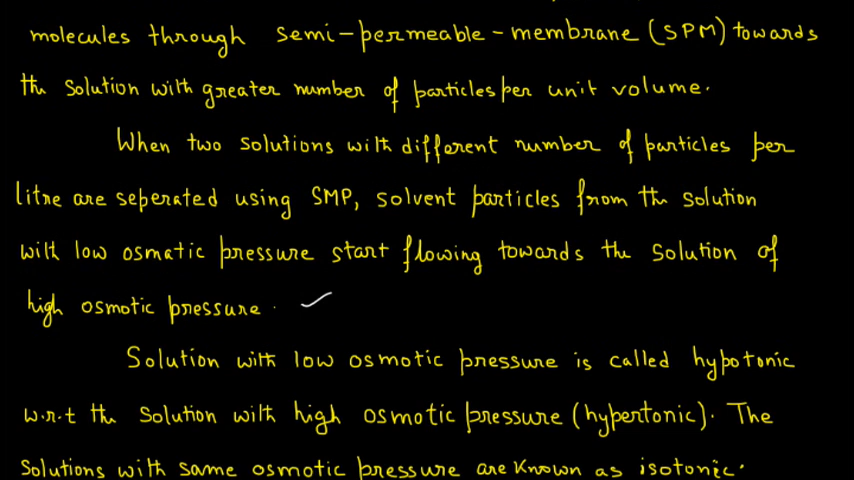 molecules through semi-permeable-membrane (SPM) towards
the solution with greater number of particles per unit volume.
When two solutions with different number of particles per
litre are seperated using SMP, solvent particles from the solution
with low osmatic pressure start flowing towards the solution of
high osmotic pressure.
Solution with low osmotic pressure is called hypotonic
w.r.t the solution with high osmotic pressure (hypertonic). The
solutions with same osmotic pressure are known as isotonic.